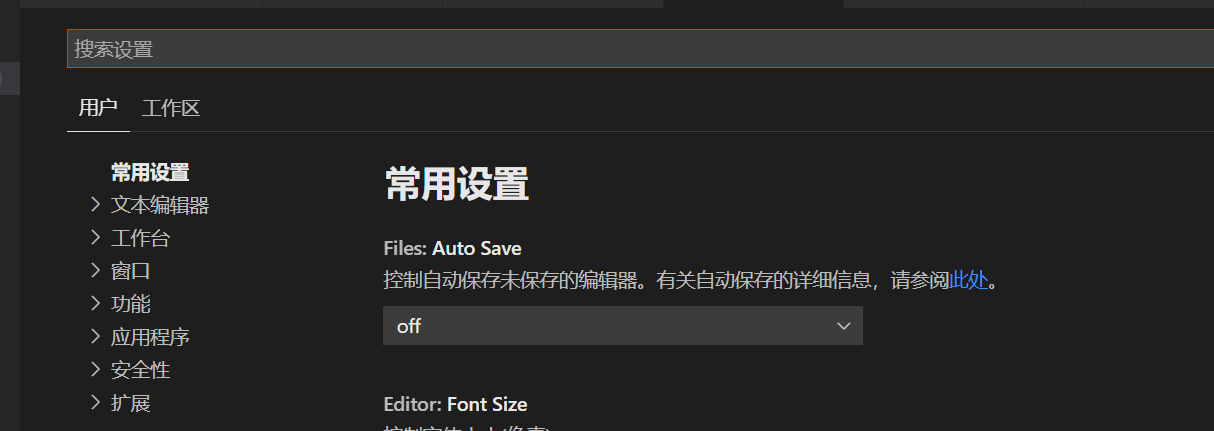 搜索设置
用户 工作区
常用设置
文本编辑器
工作台
窗口
功能
应用程序
安全性
扩展
常用设置
Files: Auto Save
控制自动保存未保存的编辑器。有关自动保存的详细信息，请参阅此处。
off
Editor: Font Size